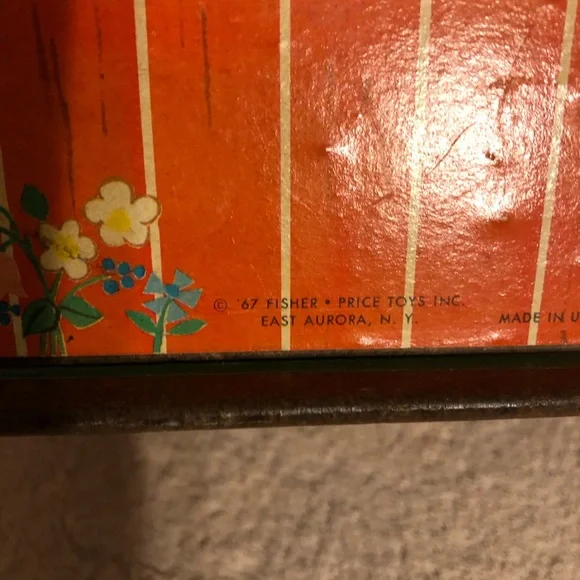 © '67 FISHER • PRICE TOYS INC.
EAST AURORA, N. Y.
MADE IN U